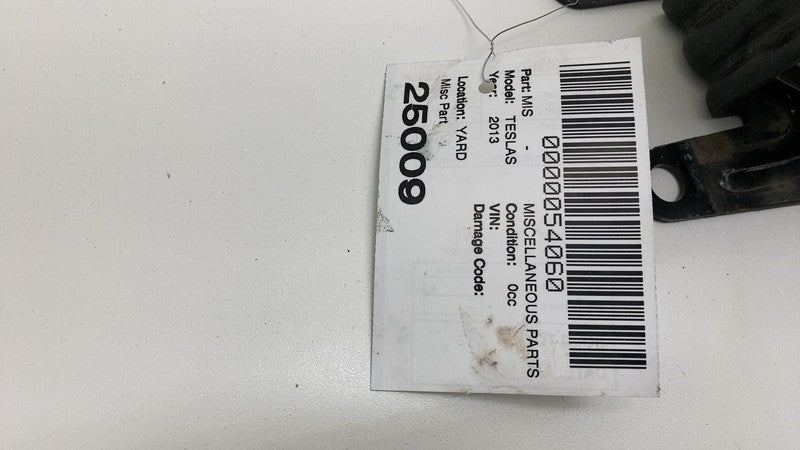 0000054060
Part: MIS - MISCELLANEOUS PARTS
Model: TESLAS Condition: 0cc
Year: 2013 VIN:
Damage Code:
Location: YARD
Misc Part
25009